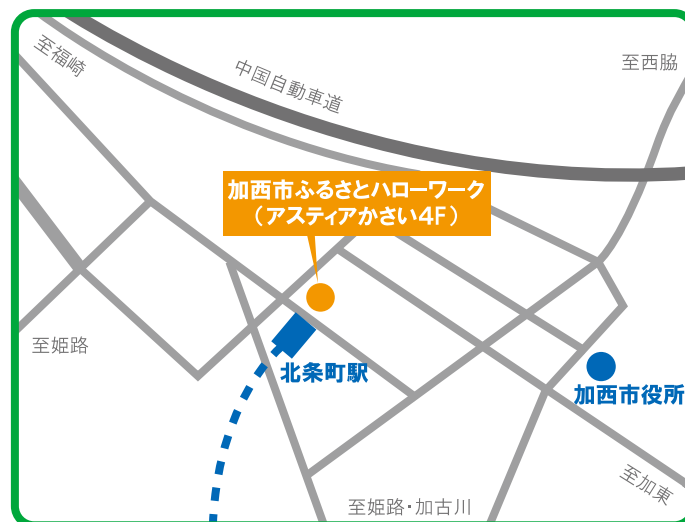 至福崎
中国自動車道
至西脇
加西市ふるさとハローワーク
（アスティアかさい4F）
至姫路
北条町駅
加西市役所
至加東
至姫路・加古川